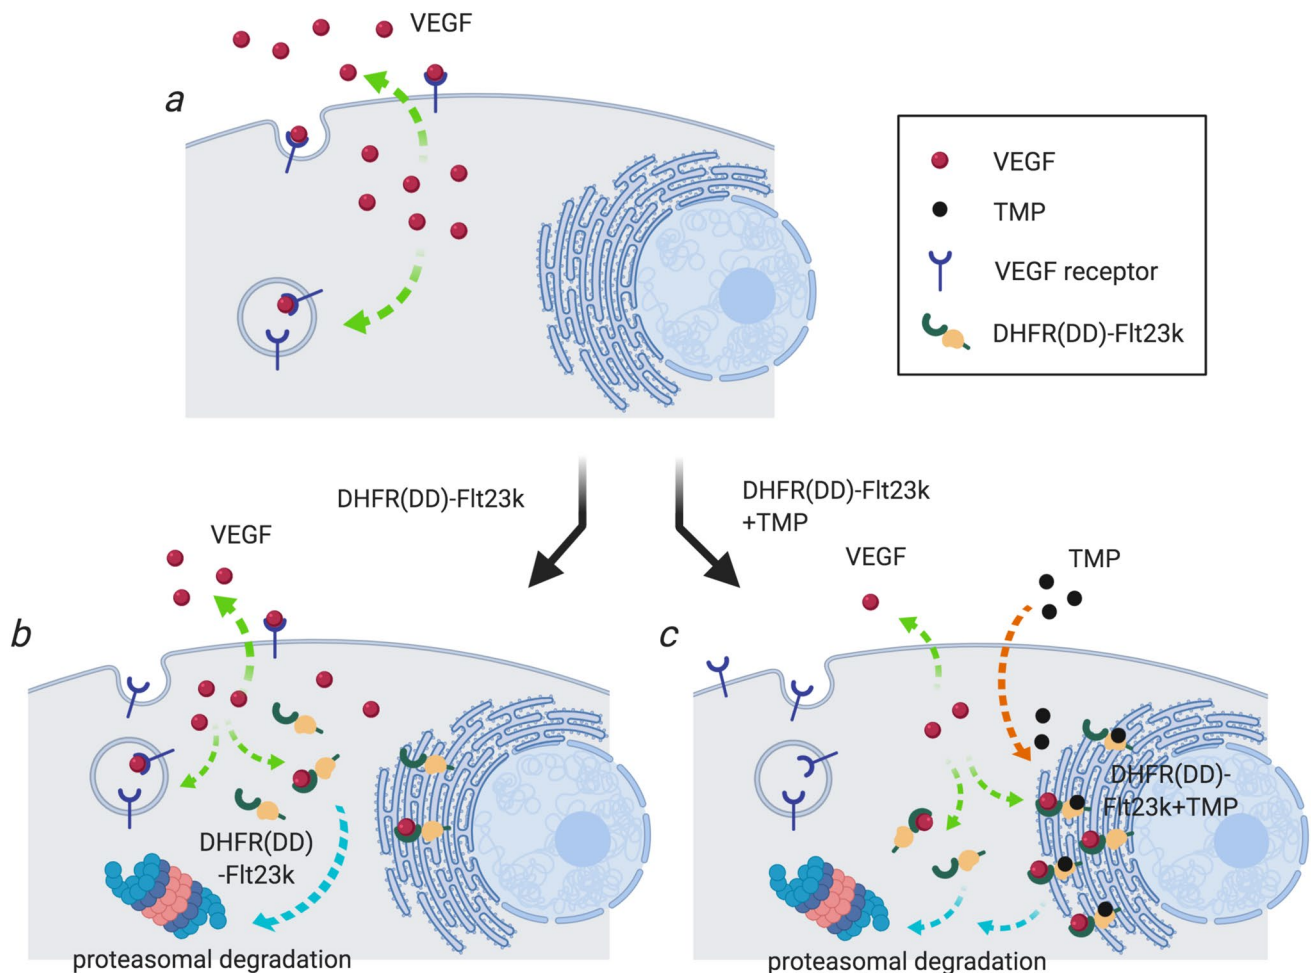 VEGF
a
VEGF
TMP
VEGF receptor
DHFR(DD)-Flt23k
DHFR(DD)-Flt23k
DHFR(DD)-Flt23k
+TMP
VEGF
b
DHFR(DD)
-Flt23k
proteasomal degradation
VEGF
TMP
c
DHFR(DD)-
Flt23k+TMP
proteasomal degradation